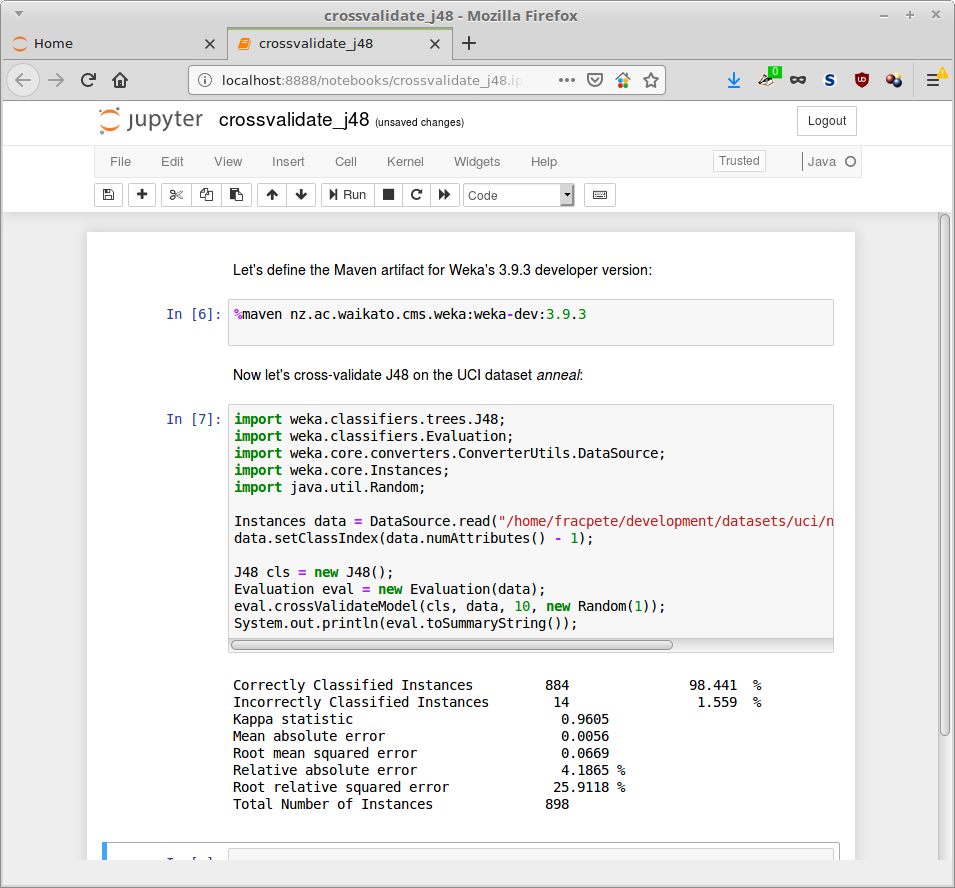 crossvalidate_j48 - Mozilla Firefox
Home
crossvalidate_j48
localhost:8888/notebooks/crossvalidate_j48.ip
0
S
jupyter crossvalidate_j48 (unsaved changes)
Logout
File Edit View Insert Cell Kernel Widgets Help Trusted Java
Run Code
Let's define the Maven artifact for Weka's 3.9.3 developer version:
In [6]: %maven nz.ac.waikato.cms.weka:weka-dev:3.9.3
Now let's cross-validate J48 on the UCI dataset anneal:
In [7]: import weka.classifiers.trees.J48;
import weka.classifiers.Evaluation;
import weka.core.converters.ConverterUtils.DataSource;
import weka.core.Instances;
import java.util.Random;
Instances data = DataSource.read("/home/fracpete/development/datasets/uci/n
data.setClassIndex(data.numAttributes() - 1);
J48 cls = new J48();
Evaluation eval = new Evaluation(data);
eval.crossValidateModel(cls, data, 10, new Random(1));
System.out.println(eval.toSummaryString());
Correctly Classified Instances 884 98.441 %
Incorrectly Classified Instances 14 1.559 %
Kappa statistic 0.9605
Mean absolute error 0.0056
Root mean squared error 0.0669
Relative absolute error 4.1865 %
Root relative squared error 25.9118 %
Total Number of Instances 898